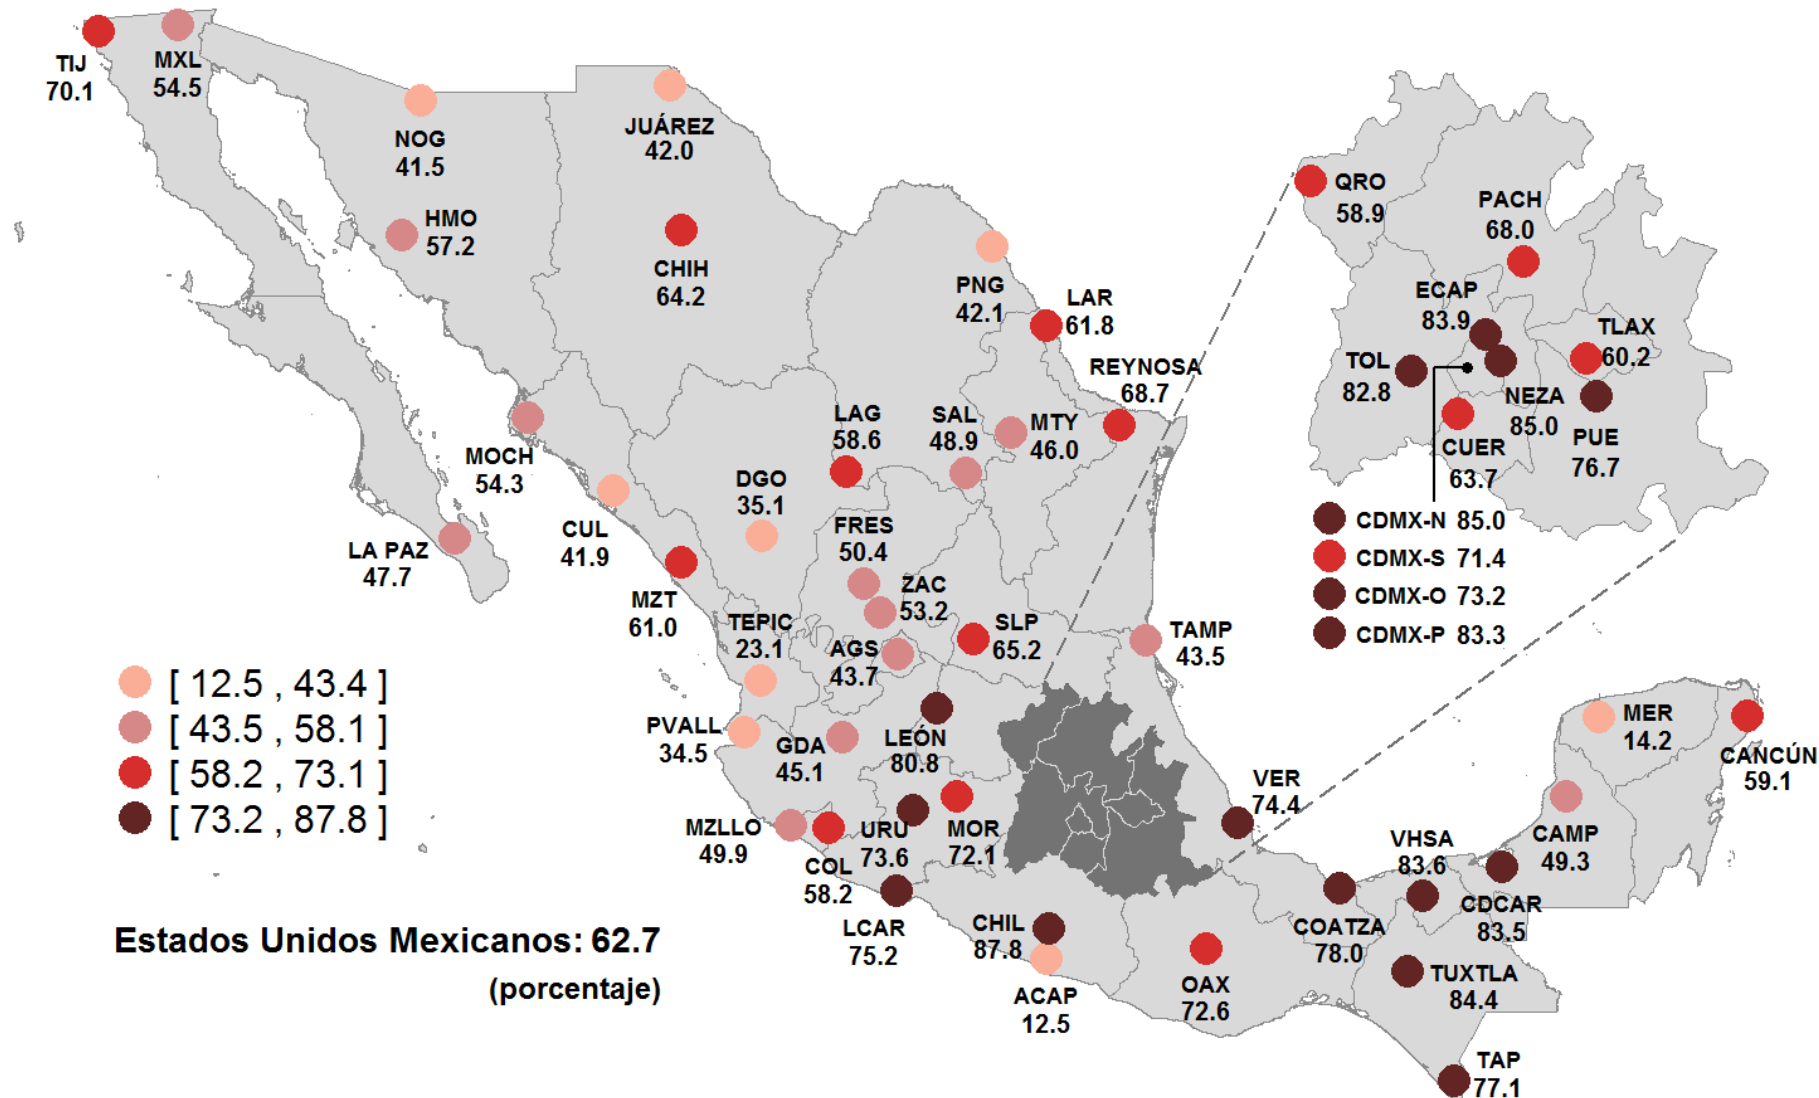 TIJ
70.1
MXL
54.5
NOG
41.5
JUÁREZ
42.0
HMO
57.2
CHIH
64.2
PNG
42.1
LAR
61.8
REYNOSA
68.7
MOCH
54.3
LAG
58.6
SAL
48.9
MTY
46.0
DGO
35.1
CUL
41.9
LA PAZ
47.7
FRES
50.4
ZAC
53.2
MZT
61.0
TEPIC
23.1
AGS
43.7
SLP
65.2
TAMP
43.5
PVALL
34.5
GDA
45.1
LEÓN
80.8
MZLLO
49.9
COL
58.2
URU
73.6
MOR
72.1
LCAR
75.2
CHIL
87.8
ACAP
12.5
OAX
72.6
VER
74.4
COATZA
78.0
VHSA
83.6
CDCAR
83.5
TUXTLA
84.4
TAP
77.1
CAMP
49.3
MER
14.2
CANCÚN
59.1
QRO
58.9
PACH
68.0
ECAP
83.9
TLAX
60.2
TOL
82.8
NEZA
85.0
PUE
76.7
CUER
63.7
CDMX-N 85.0
CDMX-S 71.4
CDMX-O 73.2
CDMX-P 83.3
[ 12.5 , 43.4 ]
[ 43.5 , 58.1 ]
[ 58.2 , 73.1 ]
[ 73.2 , 87.8 ]
Estados Unidos Mexicanos: 62.7
(porcentaje)